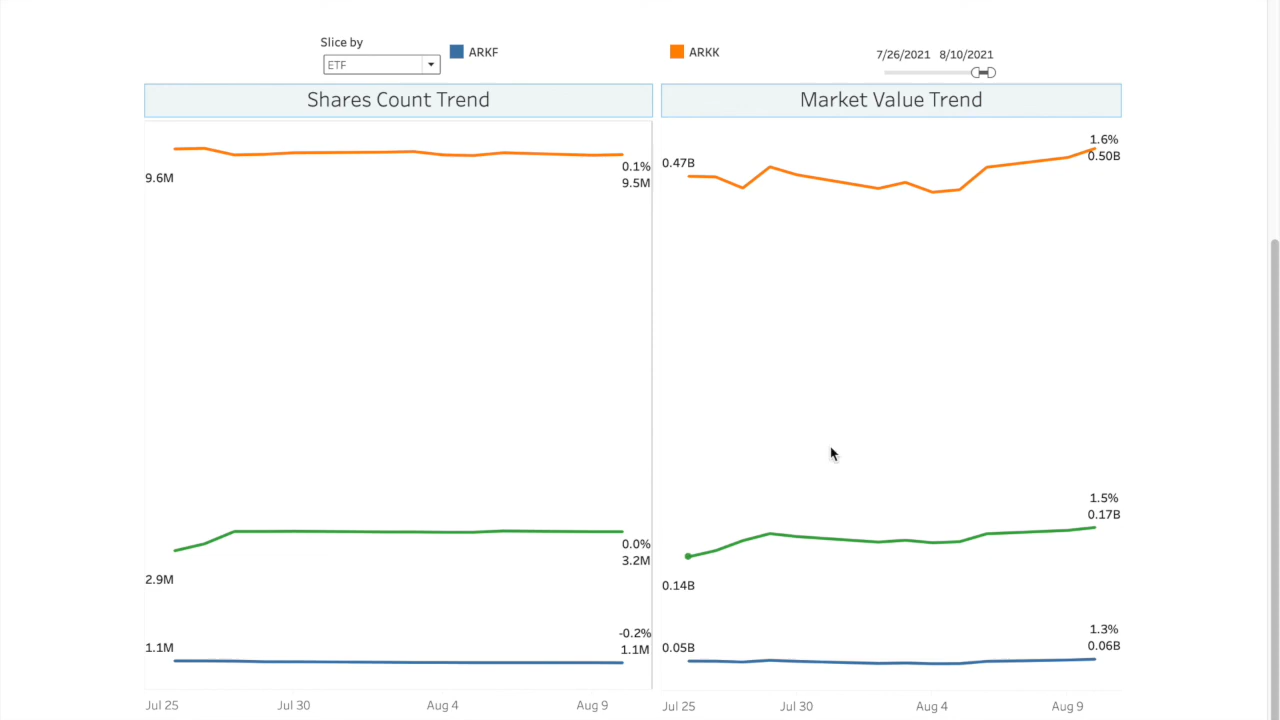 Slice by
ETF
ARKF
ARKK
7/26/2021 8/10/2021
Shares Count Trend
Market Value Trend
9.6M
0.1%
9.5M
2.9M
0.0%
3.2M
1.1M
-0.2%
1.1M
Jul 25 Jul 30 Aug 4 Aug 9
0.47B
1.6%
0.50B
0.14B
1.5%
0.17B
0.05B
1.3%
0.06B
Jul 25 Jul 30 Aug 4 Aug 9